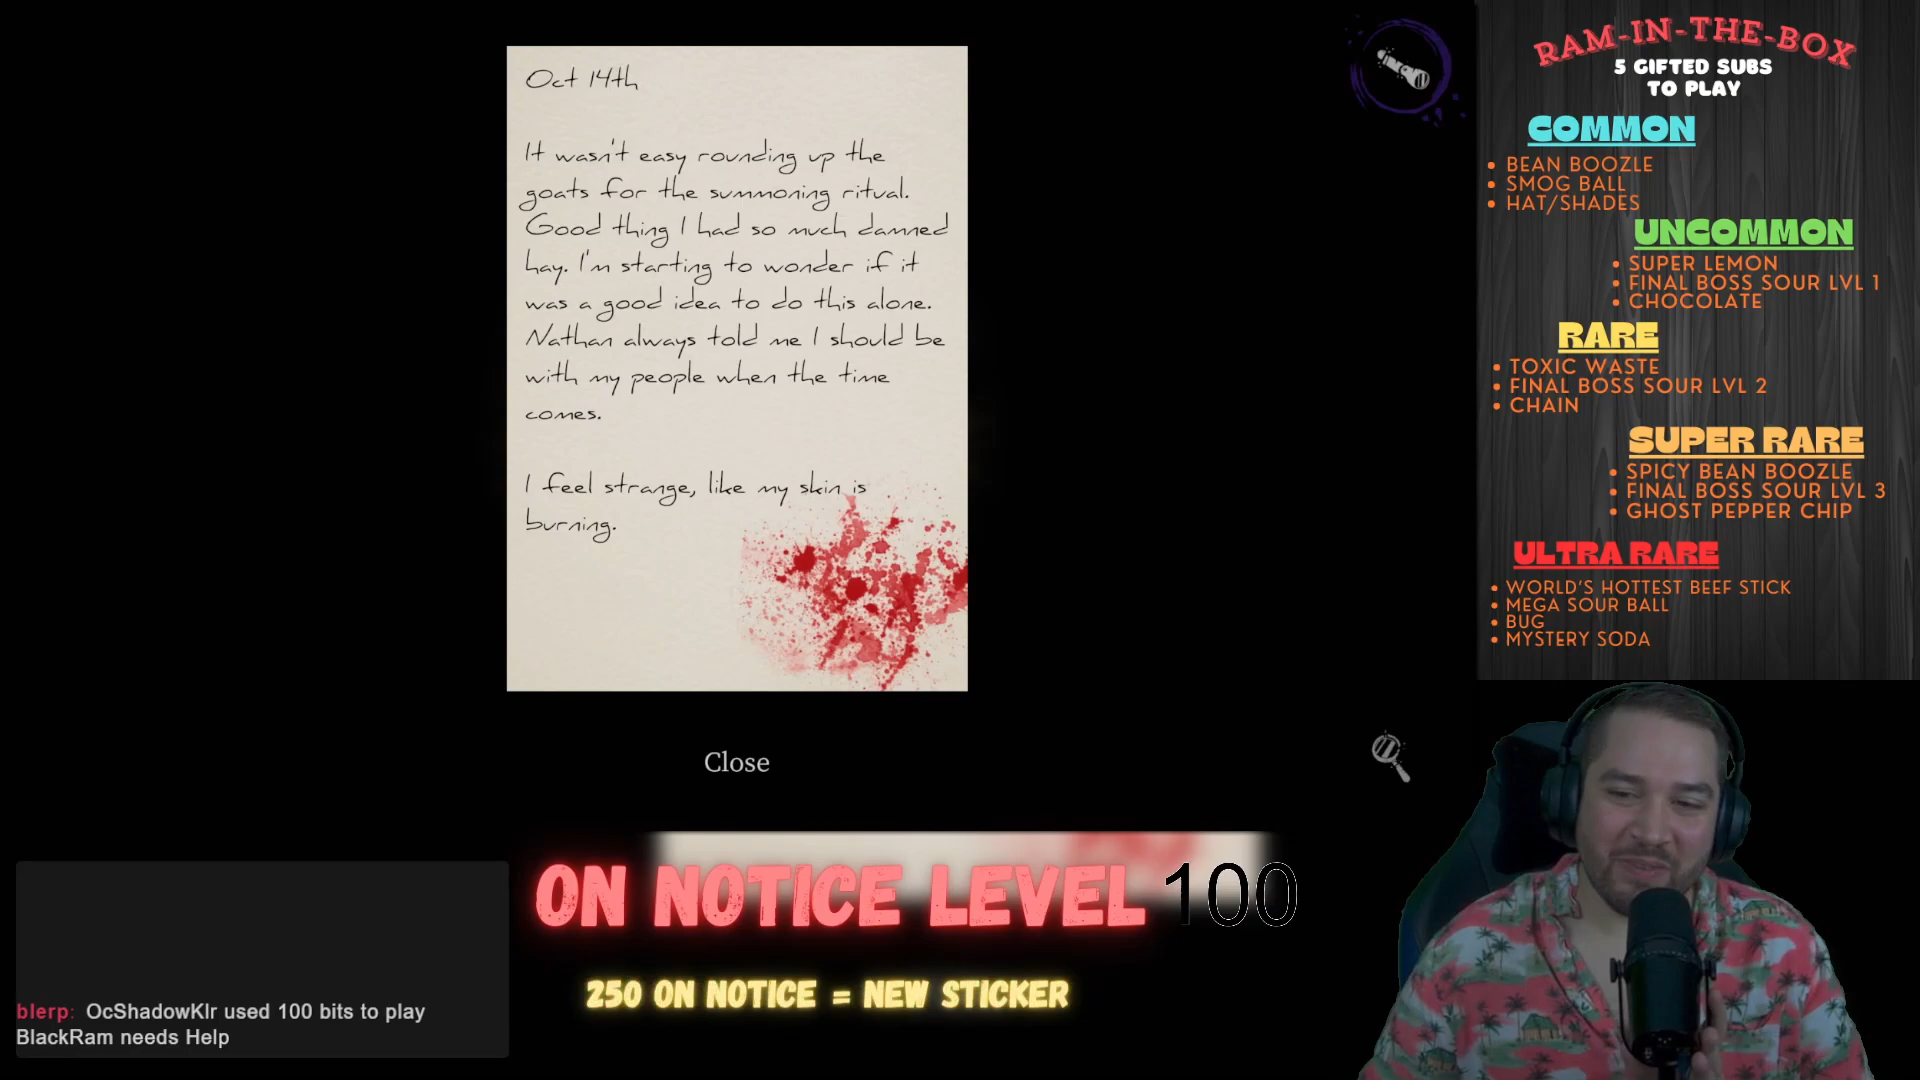 Oct 14th
It wasn't easy rounding up the
goats for the summoning ritual.
Good thing I had so much damned
hay. I'm starting to wonder if it
was a good idea to do this alone.
Nathan always told me I should be
with my people when the time
comes.
I feel strange, like my skin is
burning.
Close
RAM-IN-THE-BOX
5 GIFTED SUBS
TO PLAY
COMMON
• BEAN BOOZLE
• SMOG BALL
• HAT/SHADES
UNCOMMON
• SUPER LEMON
• FINAL BOSS SOUR LVL 1
• CHOCOLATE
RARE
• TOXIC WASTE
• FINAL BOSS SOUR LVL 2
• CHAIN
SUPER RARE
• SPICY BEAN BOOZLE
• FINAL BOSS SOUR LVL 3
• GHOST PEPPER CHIP
ULTRA RARE
• WORLD'S HOTTEST BEEF STICK
• MEGA SOUR BALL
• BUG
• MYSTERY SODA
ON NOTICE LEVEL 100
250 ON NOTICE = NEW STICKER
blerp: OcShadowKlr used 100 bits to play
BlackRam needs Help